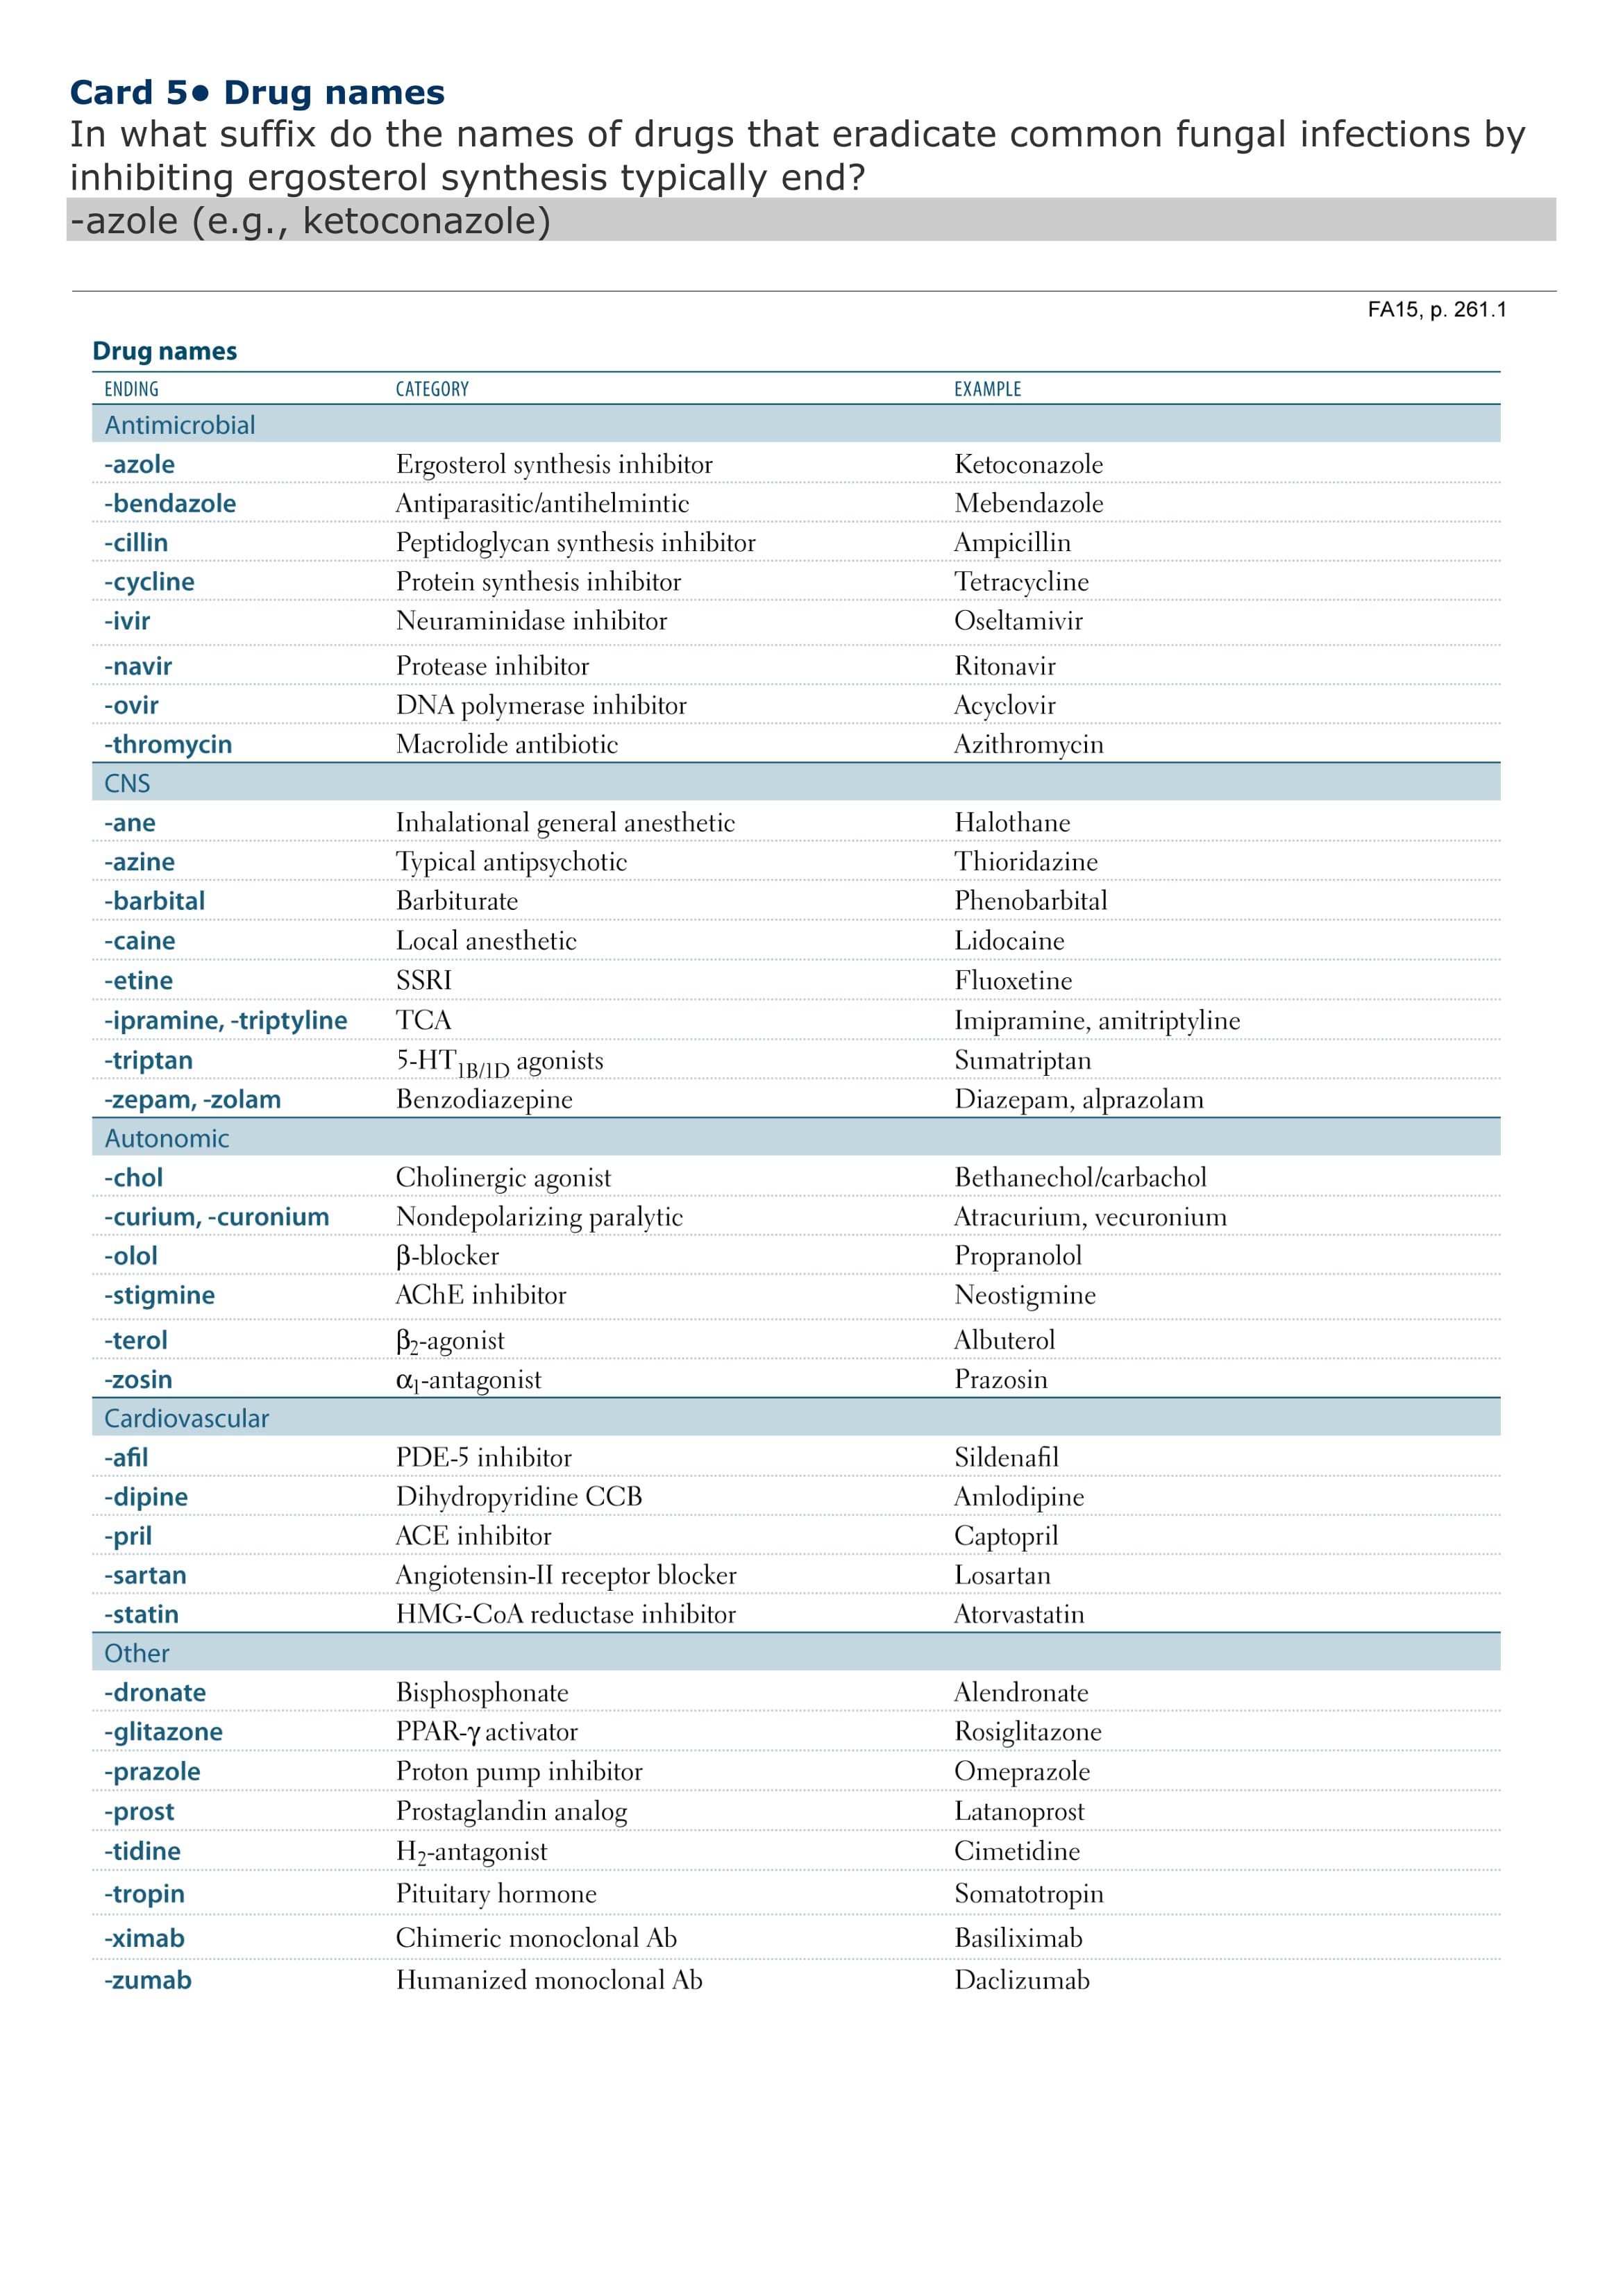 Card 5● Drug names
In what suffix do the names of drugs that eradicate common fungal infections by
inhibiting ergosterol synthesis typically end?
-azole (e.g., ketoconazole)
FA15, p. 261.1
Drug names
ENDING CATEGORY EXAMPLE
Antimicrobial
-azole Ergosterol synthesis inhibitor Ketoconazole
-bendazole Antiparasitic/antihelmintic Mebendazole
-cillin Peptidoglycan synthesis inhibitor Ampicillin
-cycline Protein synthesis inhibitor Tetracycline
-ivir Neuraminidase inhibitor Oseltamivir
-navir Protease inhibitor Ritonavir
-ovir DNA polymerase inhibitor Acyclovir
-thromycin Macrolide antibiotic Azithromycin
CNS
-ane Inhalational general anesthetic Halothane
-azine Typical antipsychotic Thioridazine
-barbital Barbiturate Phenobarbital
-caine Local anesthetic Lidocaine
-etine SSRI Fluoxetine
-ipramine, -triptyline TCA Imipramine, amitriptyline
-triptan 5-HT1B/1D agonists Sumatriptan
-zepam, -zolam Benzodiazepine Diazepam, alprazolam
Autonomic
-chol Cholinergic agonist Bethanechol/carbachol
-curium, -curonium Nondepolarizing paralytic Atracurium, vecuronium
-olol β-blocker Propranolol
-stigmine AChE inhibitor Neostigmine
-terol β2-agonist Albuterol
-zosin α1-antagonist Prazosin
Cardiovascular
-afil PDE-5 inhibitor Sildenafil
-dipine Dihydropyridine CCB Amlodipine
-pril ACE inhibitor Captopril
-sartan Angiotensin-II receptor blocker Losartan
-statin HMG-CoA reductase inhibitor Atorvastatin
Other
-dronate Bisphosphonate Alendronate
-glitazone PPAR-γ activator Rosiglitazone
-prazole Proton pump inhibitor Omeprazole
-prost Prostaglandin analog Latanoprost
-tidine H2-antagonist Cimetidine
-tropin Pituitary hormone Somatotropin
-ximab Chimeric monoclonal Ab Basiliximab
-zumab Humanized monoclonal Ab Daclizumab